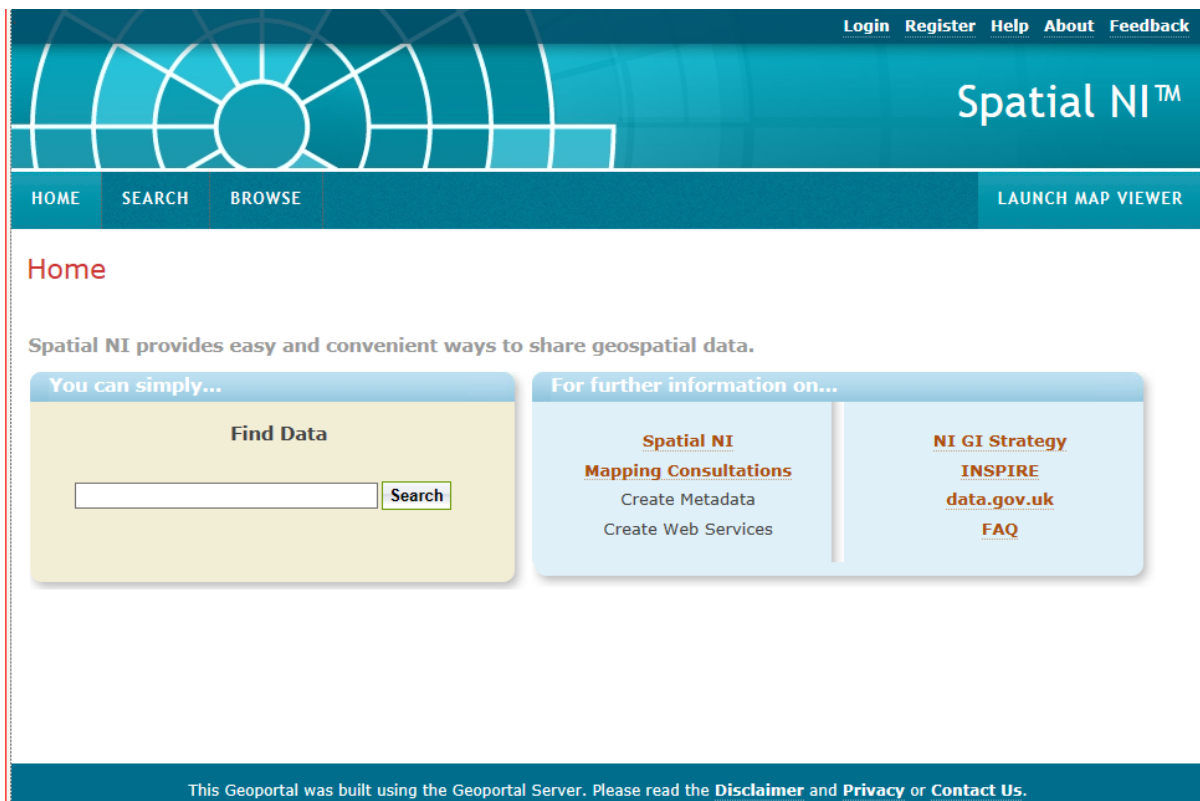 Login Register Help About Feedback
Spatial NI™
HOME SEARCH BROWSE LAUNCH MAP VIEWER
Home
Spatial NI provides easy and convenient ways to share geospatial data.
You can simply...
Find Data
Search
For further information on...
Spatial NI
Mapping Consultations
Create Metadata
Create Web Services
NI GI Strategy
INSPIRE
data.gov.uk
FAQ
This Geoportal was built using the Geoportal Server. Please read the Disclaimer and Privacy or Contact Us.